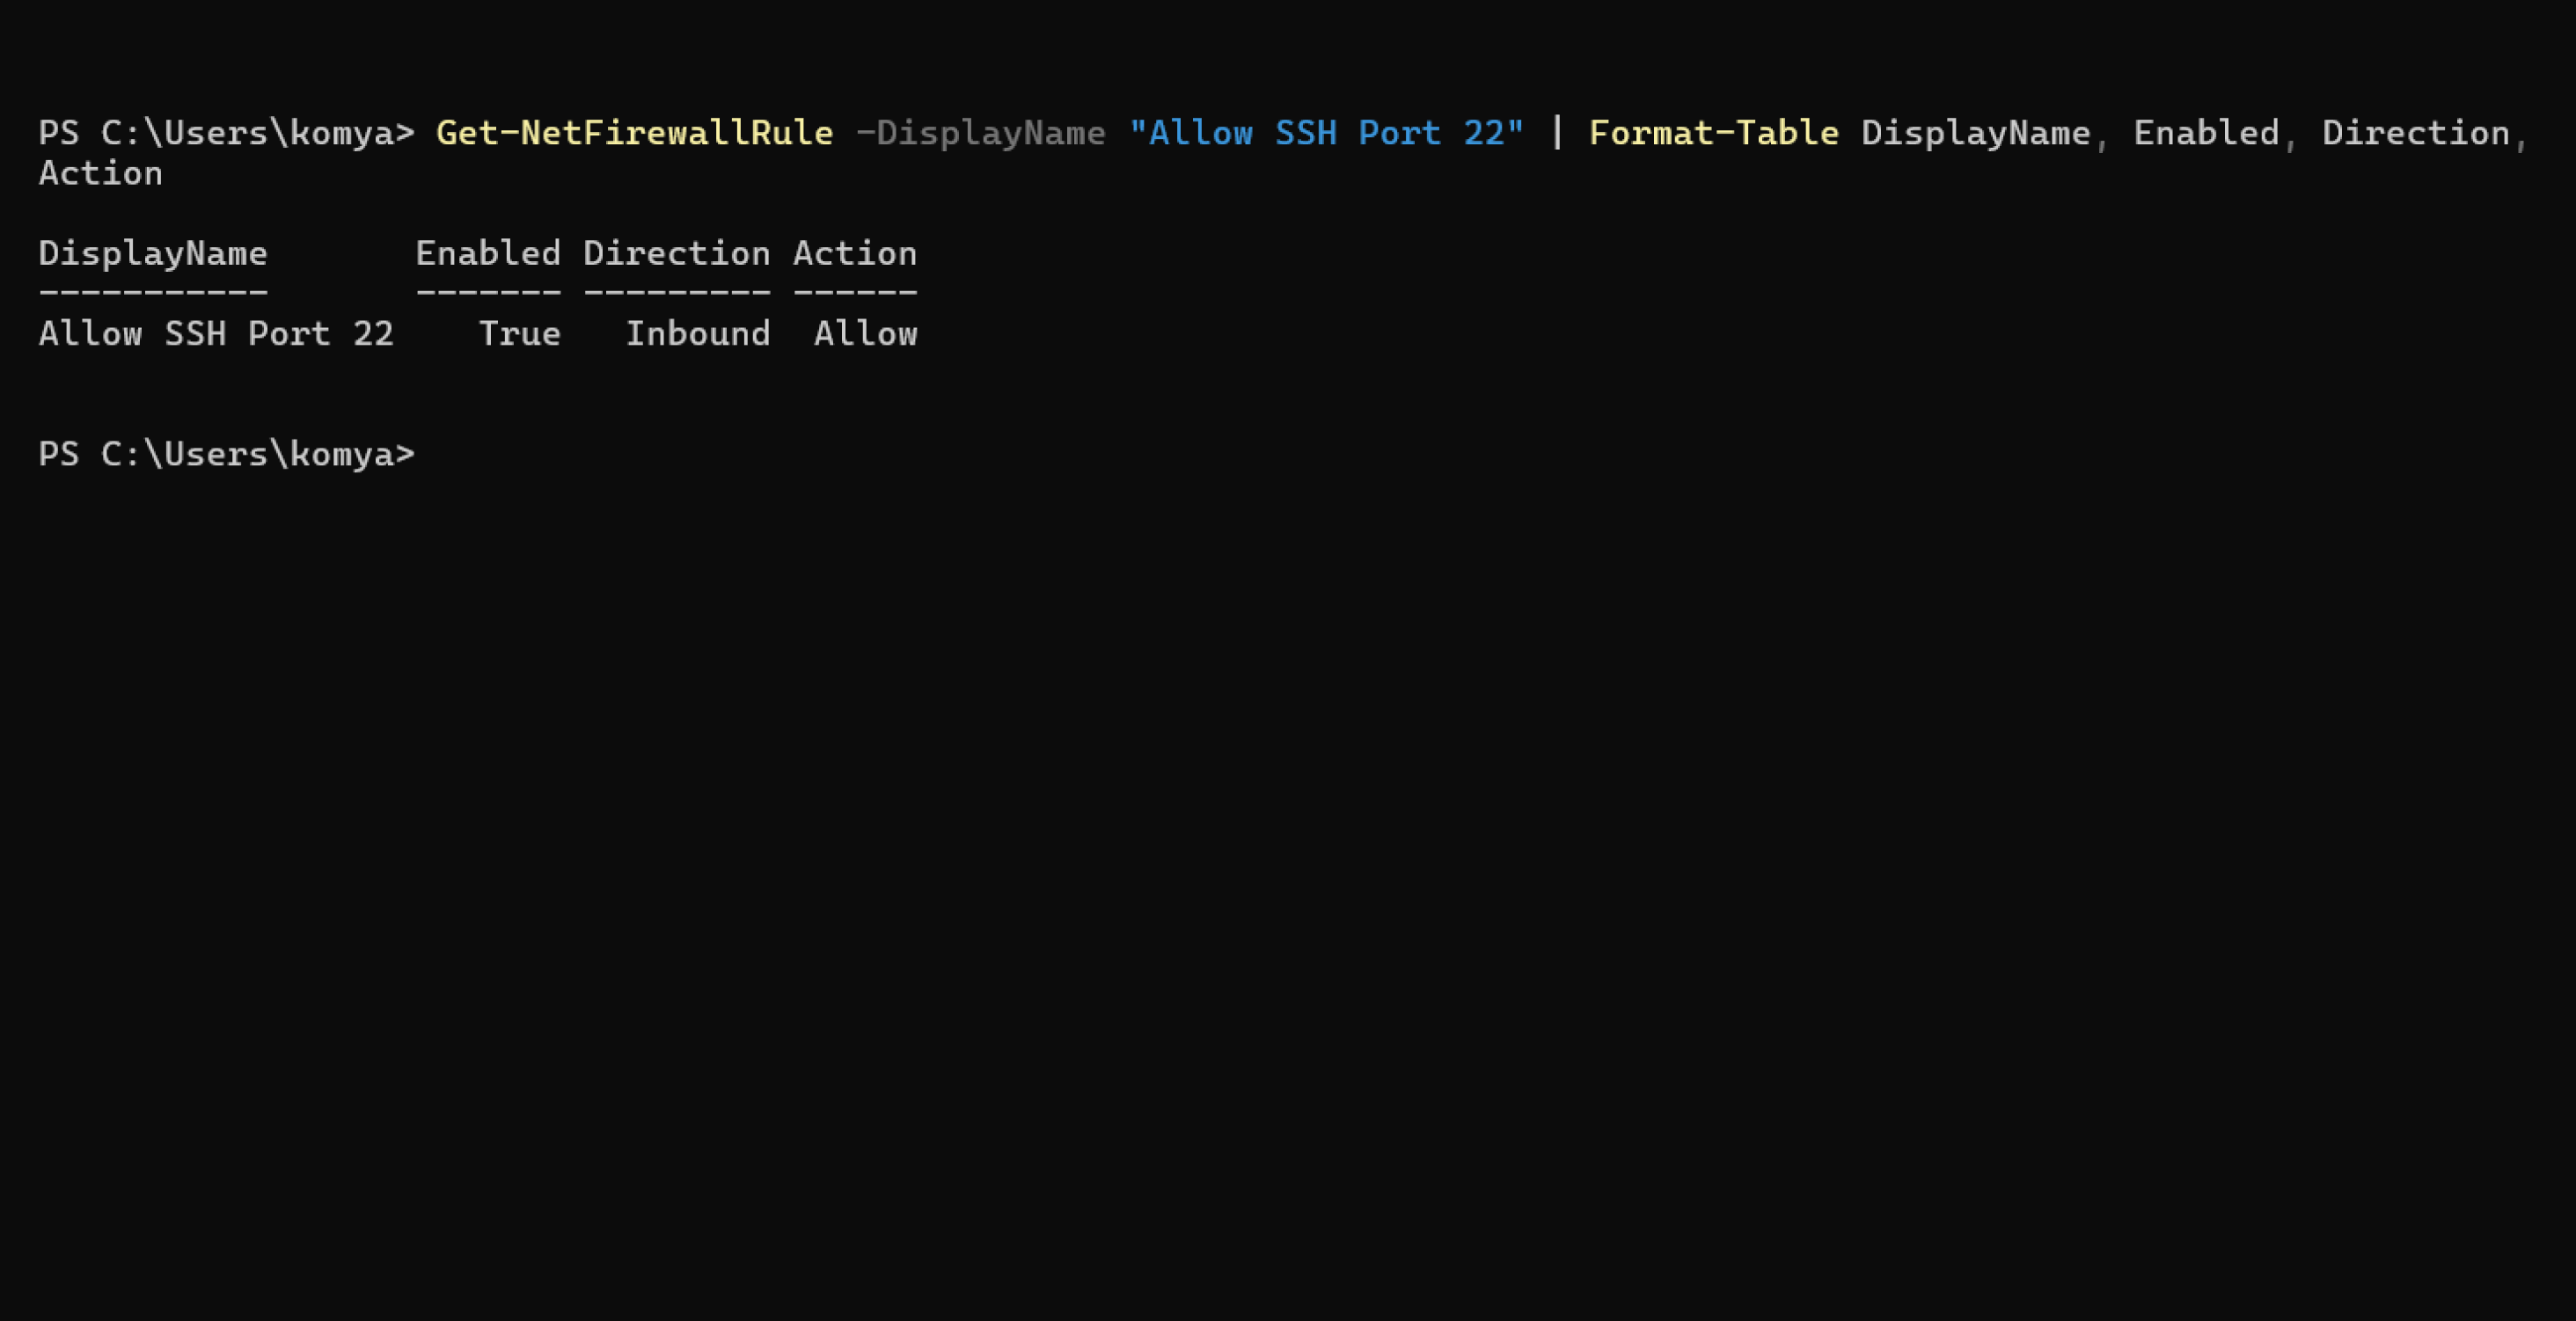 PS C:\Users\komya> Get-NetFirewallRule -DisplayName "Allow SSH Port 22" | Format-Table DisplayName, Enabled, Direction,
Action
DisplayName       Enabled Direction Action
-----------       ------- --------- ------
Allow SSH Port 22    True   Inbound  Allow
PS C:\Users\komya>